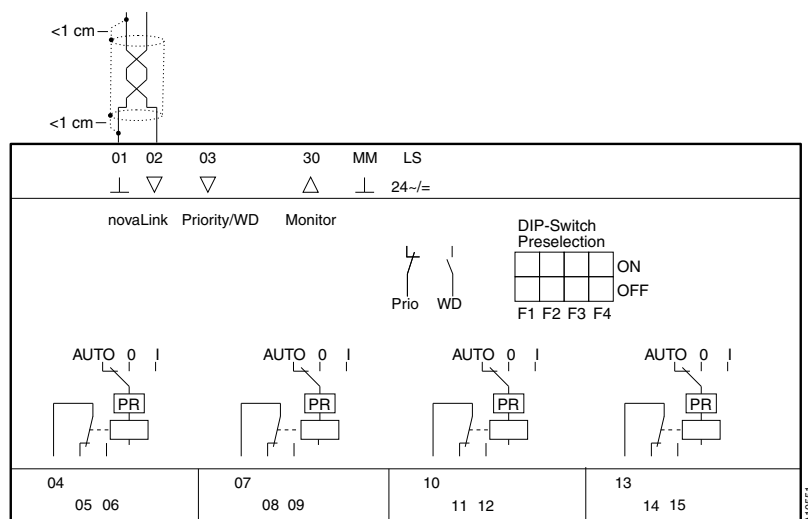 <1 cm
<1 cm
01 02 03 30 MM LS
24~/=
novaLink Priority/WD Monitor
DIP-Switch
Preselection
ON
OFF
Prio WD
F1 F2 F3 F4
AUTO 0 I AUTO 0 I AUTO 0 I AUTO 0 I
PR PR PR PR
04 07 10 13
05 06 08 09 11 12 14 15